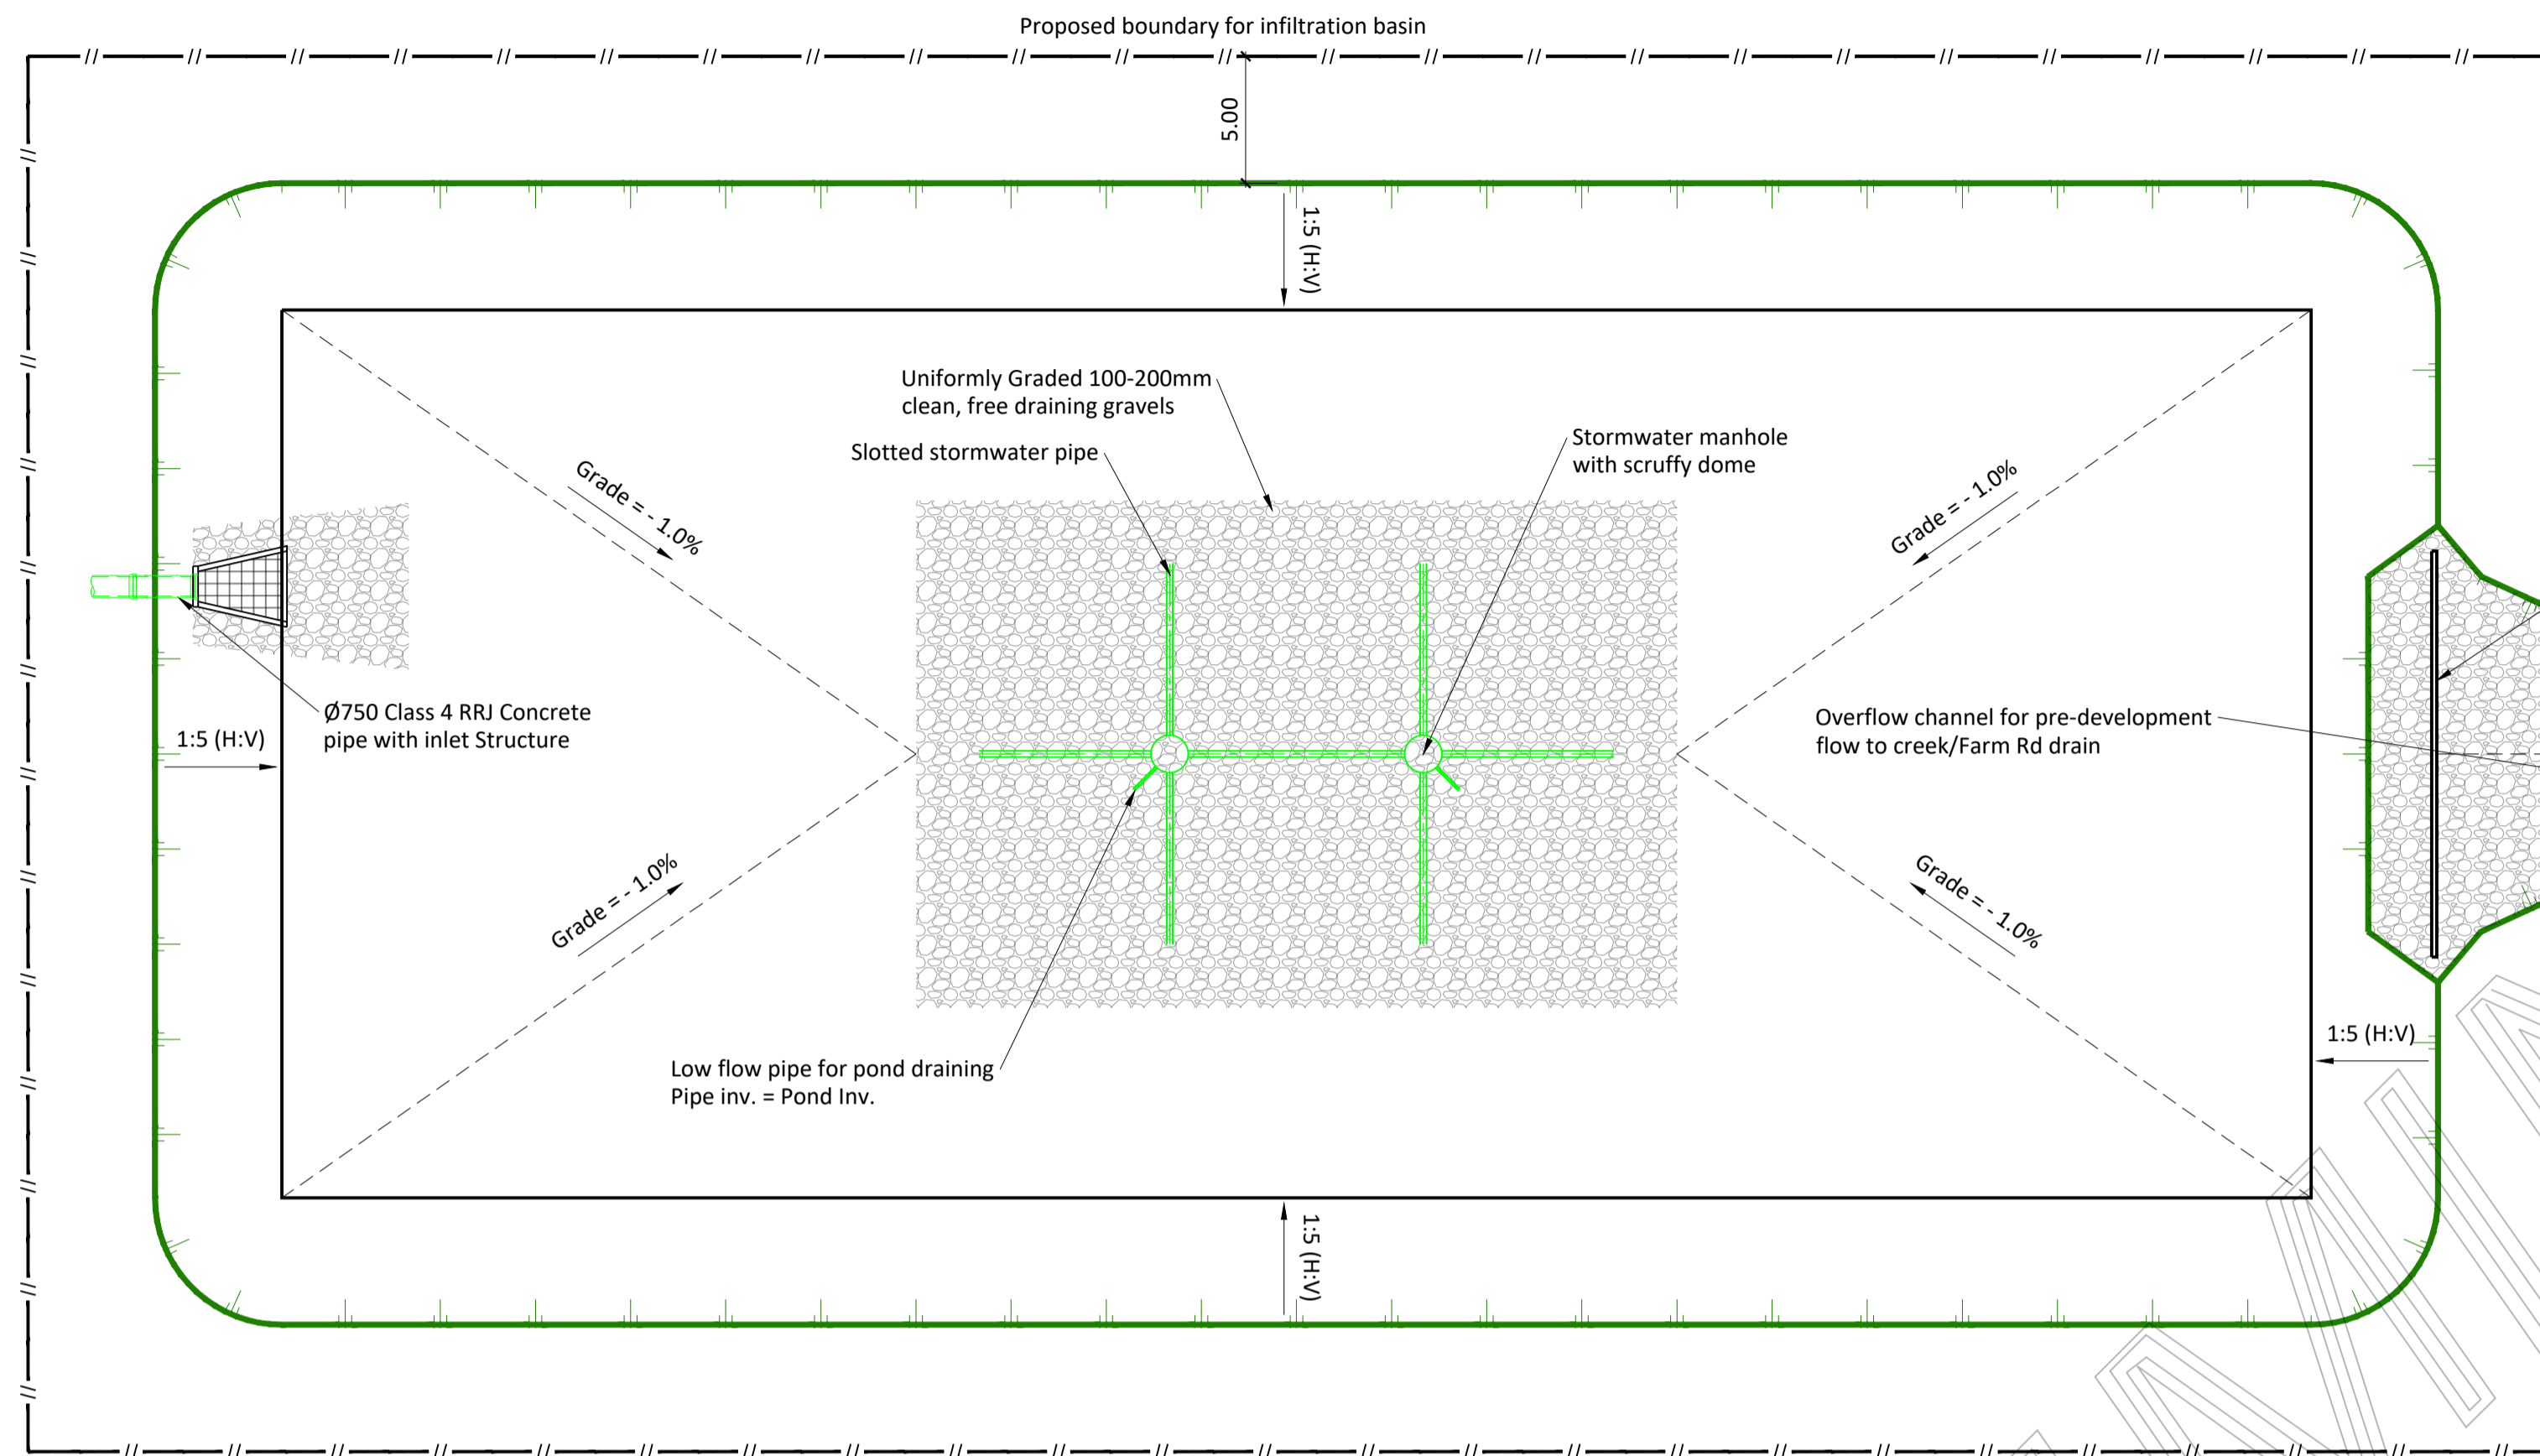 Proposed boundary for infiltration basin
5.00
1:5 (H:V)
Uniformly Graded 100-200mm
clean, free draining gravels
Slotted stormwater pipe
Stormwater manhole
with scruffy dome
Grade = - 1.0%
Grade = - 1.0%
Ø750 Class 4 RRJ Concrete
pipe with inlet Structure
1:5 (H:V)
Overflow channel for pre-development
flow to creek/Farm Rd drain
Grade = - 1.0%
Grade = - 1.0%
Low flow pipe for pond draining
Pipe inv. = Pond Inv.
1:5 (H:V)
1:5 (H:V)